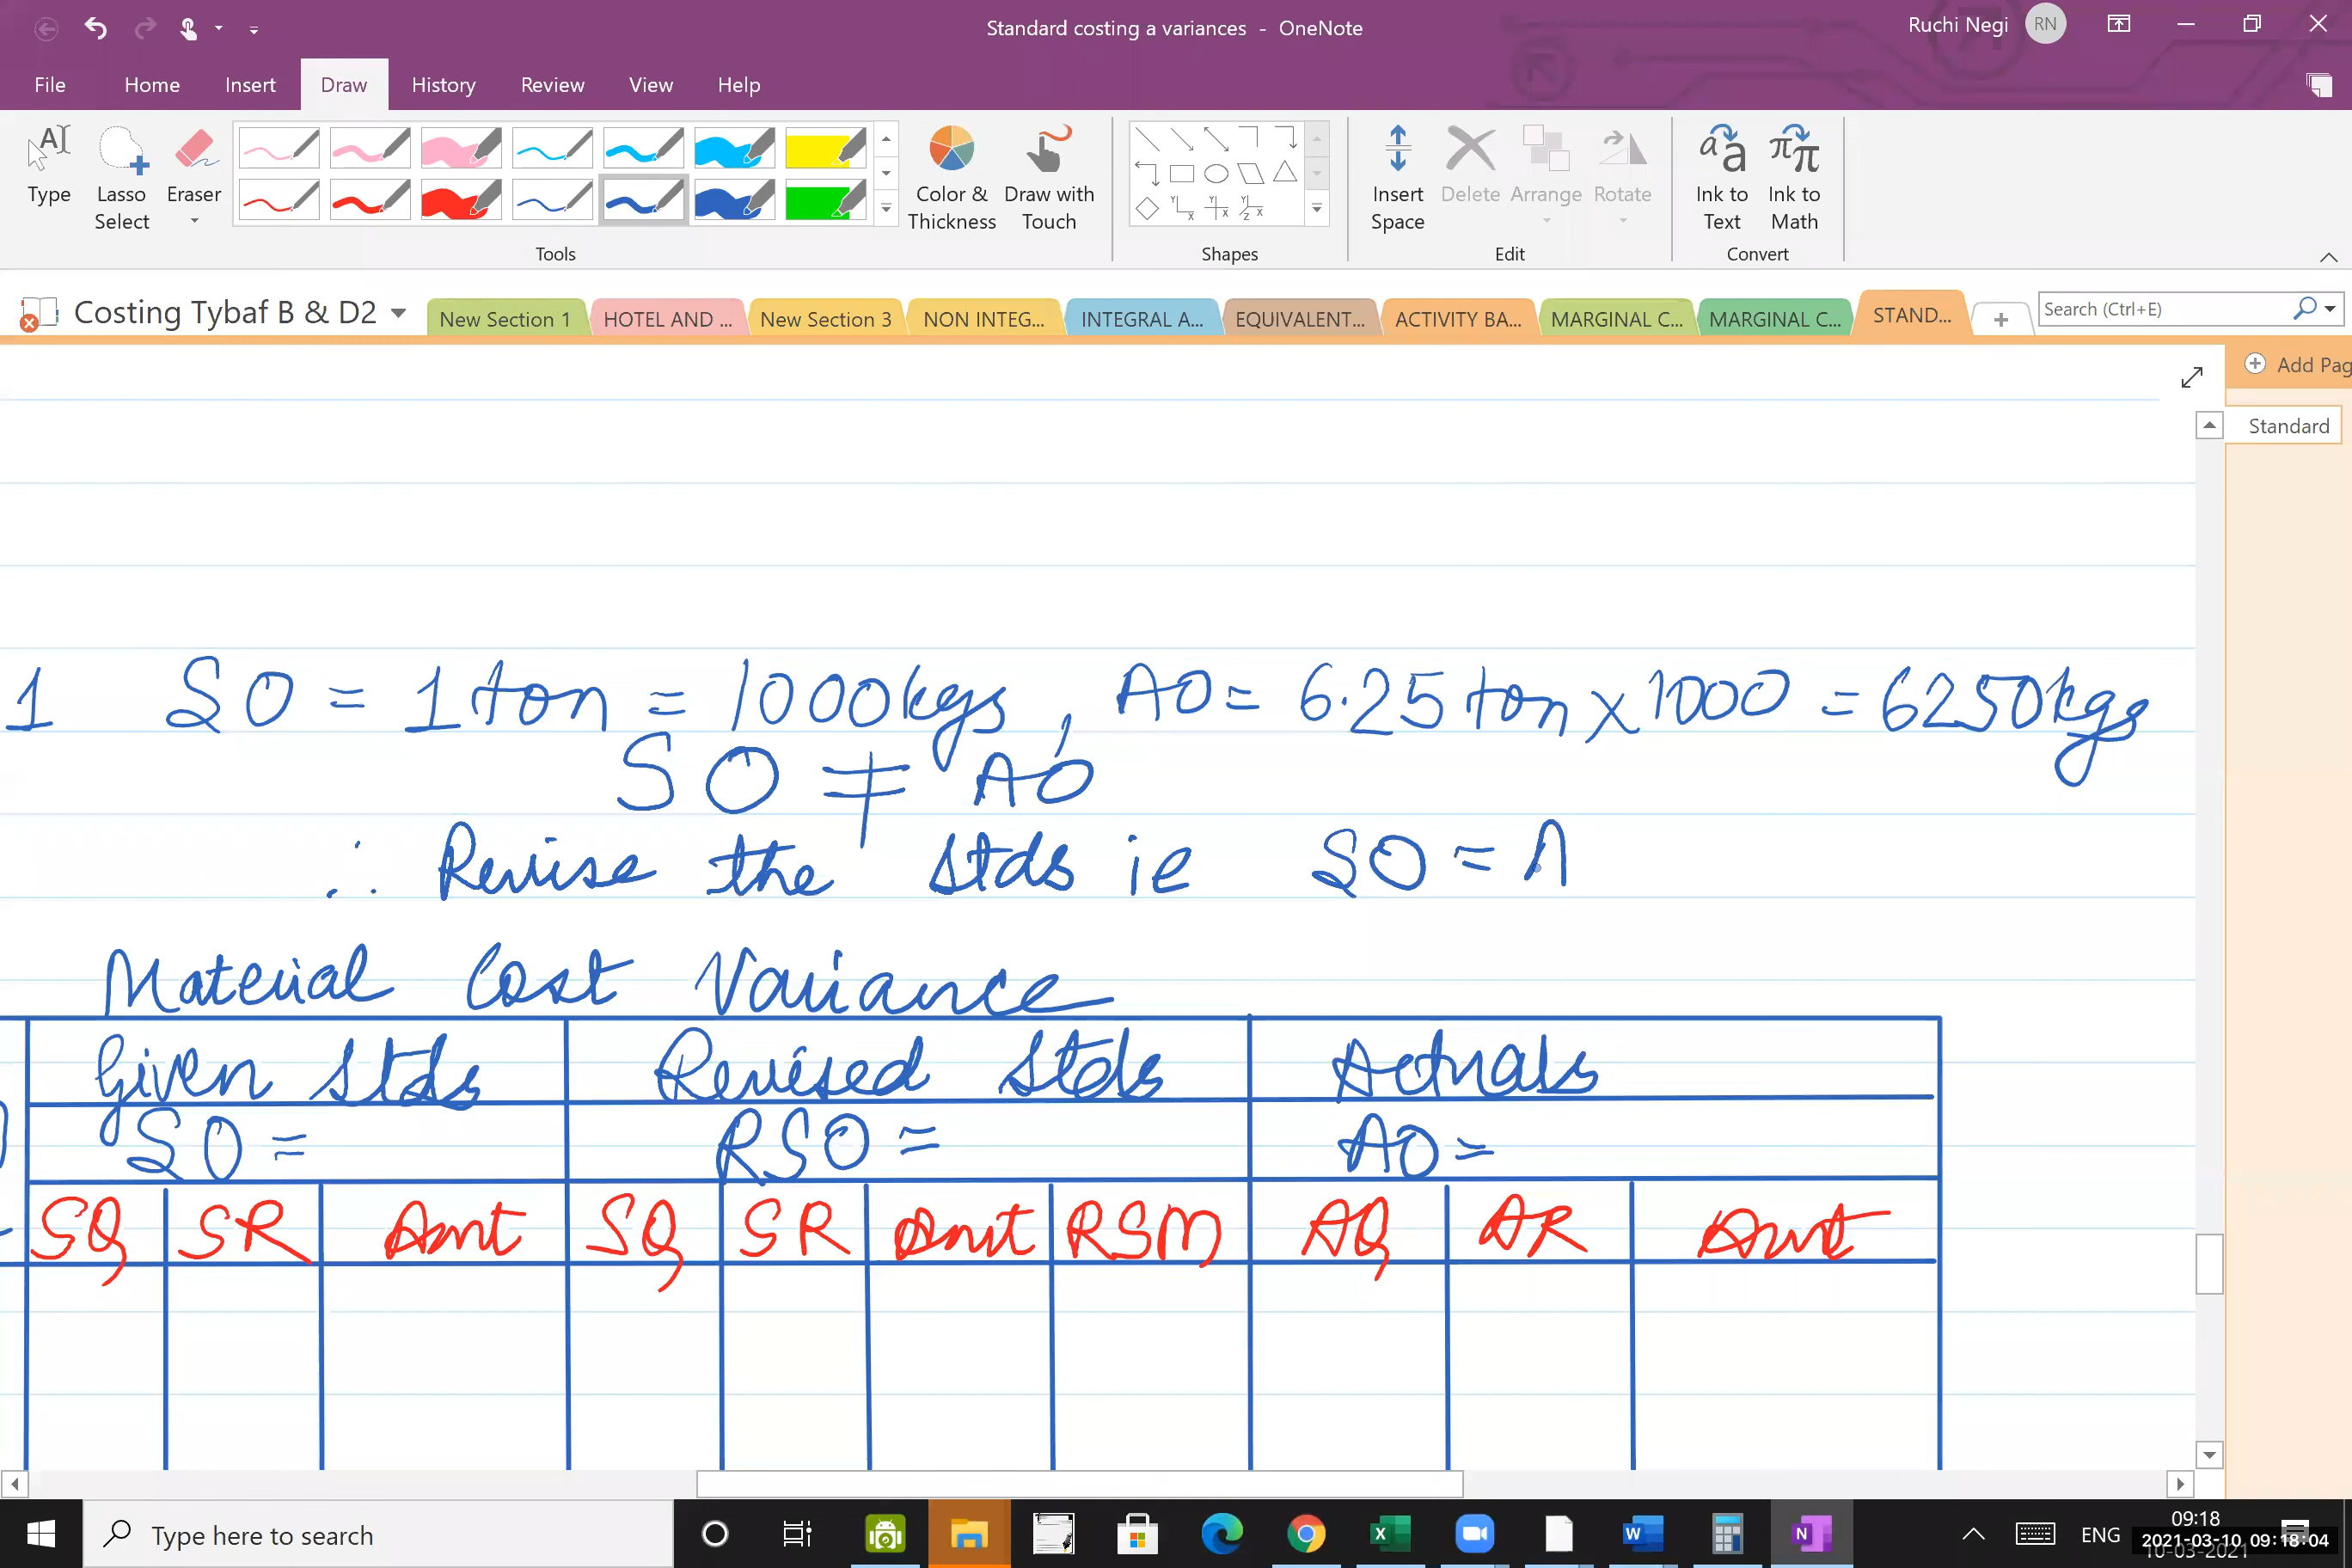 Standard costing a variances - OneNote
Ruchi Negi RN
File Home Insert Draw History Review View Help
Type
Lasso Select
Eraser
Color & Thickness
Draw with Touch
Insert Space
Delete
Arrange
Rotate
Ink to Text
Ink to Math
Tools Shapes Edit Convert
Costing Tybaf B & D2
New Section 1 HOTEL AND ... New Section 3 NON INTEG... INTEGRAL A... EQUIVALENT... ACTIVITY BA... MARGINAL C... MARGINAL C... STAND... +
Search (Ctrl+E)
Add Pag
Standard
1 SO = 1 ton = 1000kgs, AO = 6.25 ton x 1000 = 6250kgs
SO ≠ AO
∴ Revise the Stds ie SO = A
Material Cost Variance
Given Stds Revised Stds Actuals
SO = RSO = AO =
SQ SR Amt SQ SR Amt RSM AQ AR Amt
Type here to search
ENG
09:18
10-03-2021
2021-03-10 09:18:04